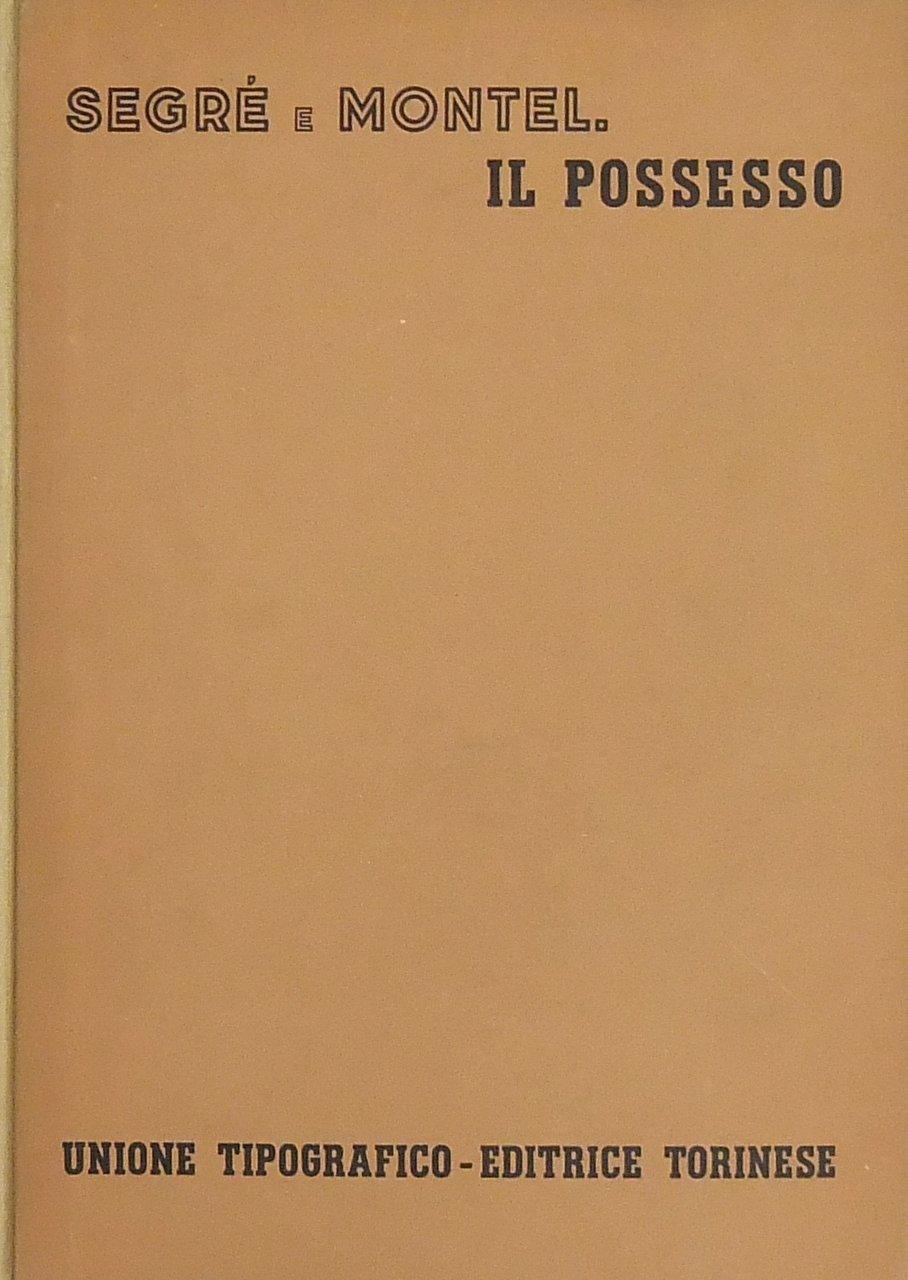 SEGRÉ E MONTEL.
IL POSSESSO
UNIONE TIPOGRAFICO-EDITRICE TORINESE